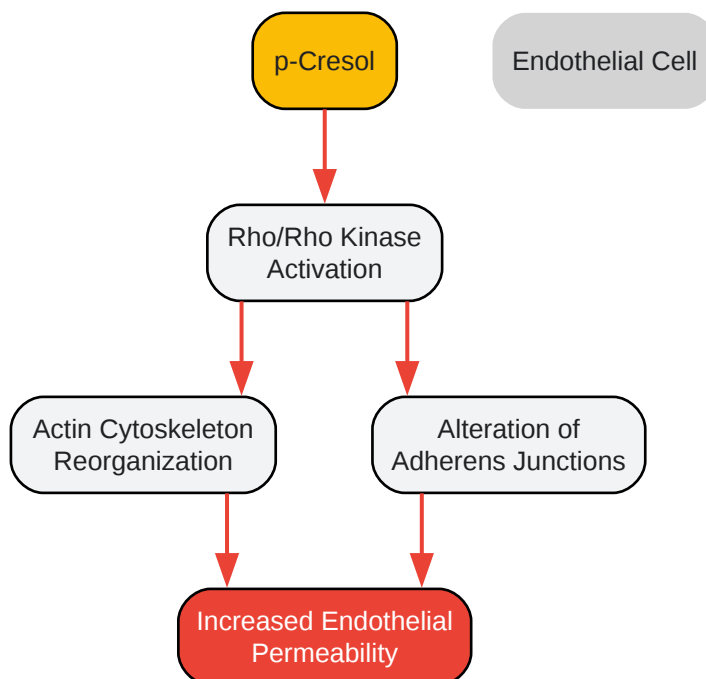 p-Cresol
Endothelial Cell
Rho/Rho Kinase
Activation
Actin Cytoskeleton
Reorganization
Alteration of
Adherens Junctions
Increased Endothelial
Permeability